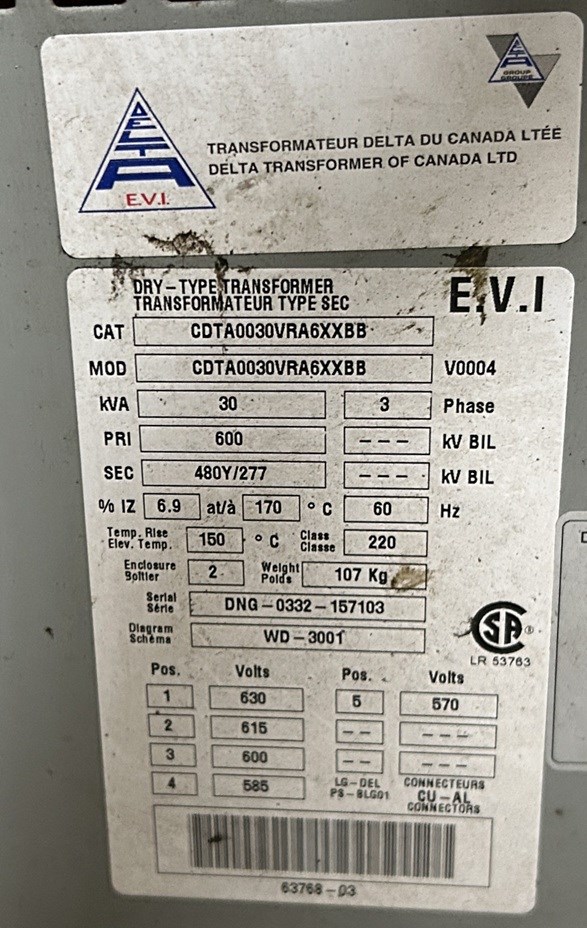 DELTA
GROUP
GROUPE
DELTA
E.V.I.
TRANSFORMATEUR DELTA DU CANADA LTÉE
DELTA TRANSFORMER OF CANADA LTD
DRY-TYPE TRANSFORMER
TRANSFORMATEUR TYPE SEC
E.V.I
CAT CDTA0030VRA6XXBB
MOD CDTA0030VRA6XXBB V0004
kVA 30 3 Phase
PRI 600 --- kV BIL
SEC 480Y/277 --- kV BIL
% IZ 6.9 at/à 170 °C 60 Hz
Temp. Rise
Elev. Temp. 150 °C Class
Classe 220
Enclosure
Boîtier 2 Weight
Poids 107 Kg
Serial
Série DNG-0332-157103
Diagram
Schéma WD-3001
CSA ®
LR 53763
Pos. Volts Pos. Volts
1 630 5 570
2 615 -- ---
3 600 -- ---
4 585 LG-DEL CONNECTEURS
PS-BLG01 CU-AL
CONNECTORS
63768-03